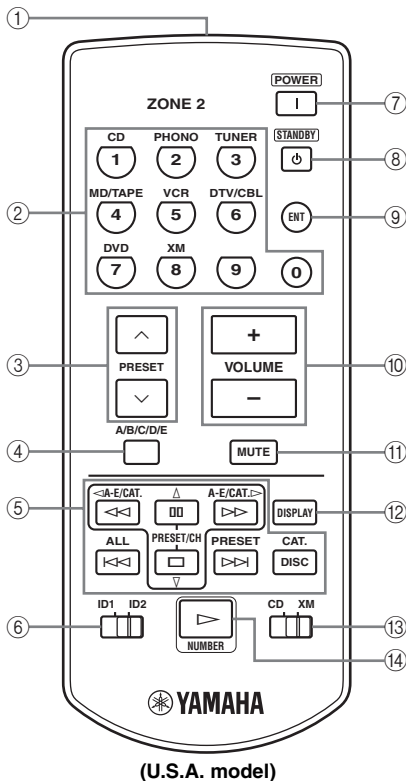 ①
POWER
ZONE 2
⑦
CD PHONO TUNER
STANDBY
1 2 3
⑧
MD/TAPE VCR DTV/CBL
②
4 5 6
ENT
⑨
DVD XM
7 8 9 0
+
③
PRESET
VOLUME
⑩
−
A/B/C/D/E
④
MUTE
⑪
A-E/CAT.
A-E/CAT.
⑤
DISPLAY
⑫
ALL PRESET/CH PRESET CAT.
DISC
ID1 ID2
CD XM
⑥
⑬
NUMBER
⑭
YAMAHA
(U.S.A. model)